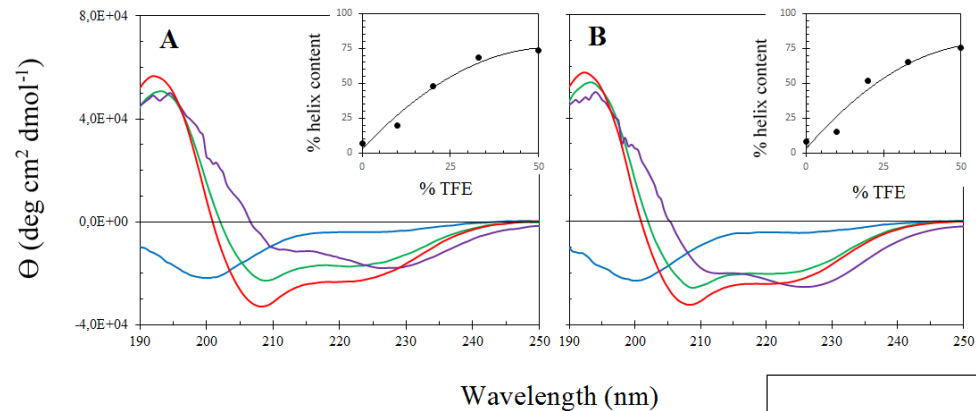 8,0E+04
4,0E+04
0,0E+00
-4,0E+04
Θ (deg cm² dmol⁻¹)
A
100
75
50
25
0
% helix content
0 25 50
% TFE
190 200 210 220 230 240 250
B
100
75
50
25
0
% helix content
0 25 50
% TFE
190 200 210 220 230 240 250
Wavelength (nm)